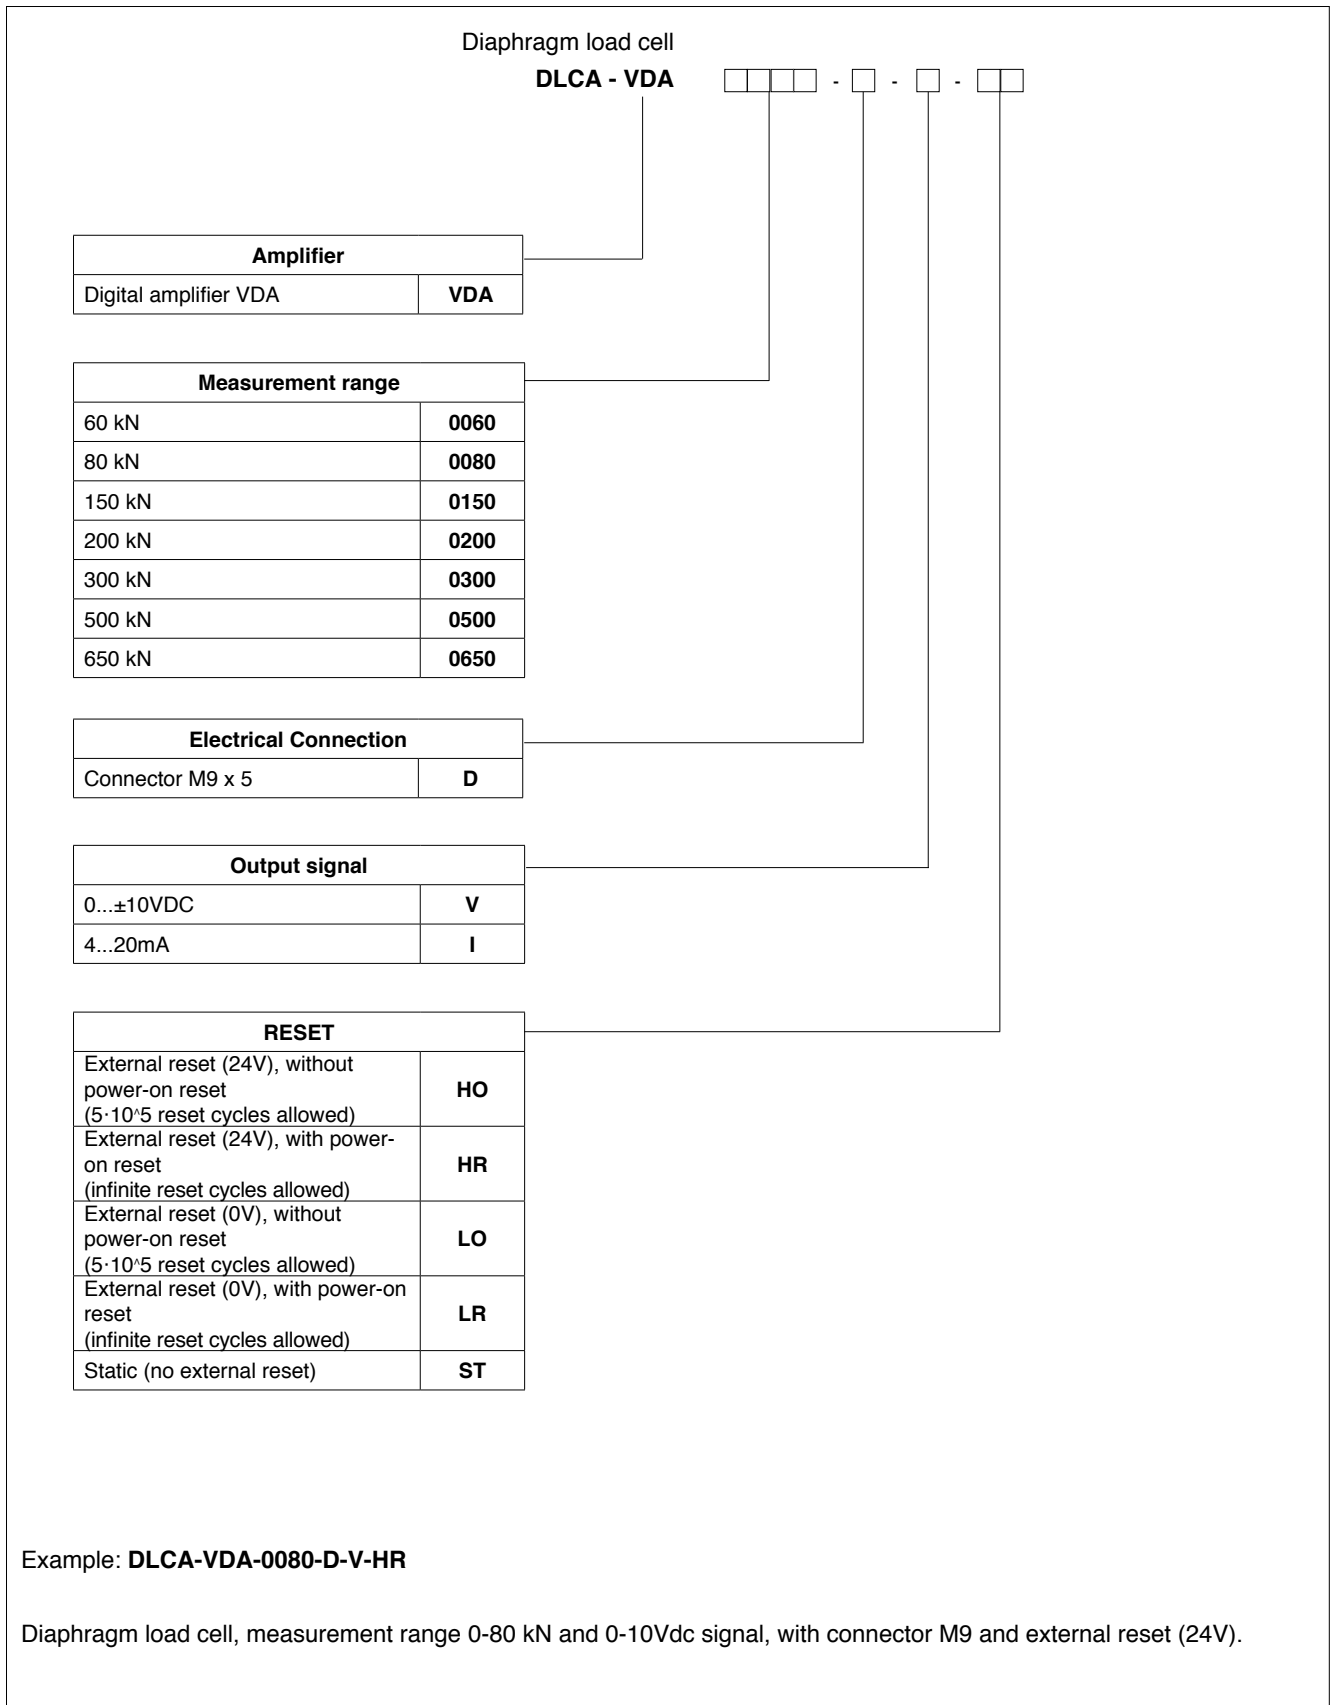 Diaphragm load cell
DLCA - VDA - - -
Amplifier
Digital amplifier VDA VDA
Measurement range
60 kN 0060
80 kN 0080
150 kN 0150
200 kN 0200
300 kN 0300
500 kN 0500
650 kN 0650
Electrical Connection
Connector M9 x 5 D
Output signal
0...±10VDC V
4...20mA I
RESET
External reset (24V), without
power-on reset
(5·10^5 reset cycles allowed)
HO
External reset (24V), with power-
on reset
(infinite reset cycles allowed)
HR
External reset (0V), without
power-on reset
(5·10^5 reset cycles allowed)
LO
External reset (0V), with power-on
reset
(infinite reset cycles allowed)
LR
Static (no external reset) ST
Example: DLCA-VDA-0080-D-V-HR
Diaphragm load cell, measurement range 0-80 kN and 0-10Vdc signal, with connector M9 and external reset (24V).